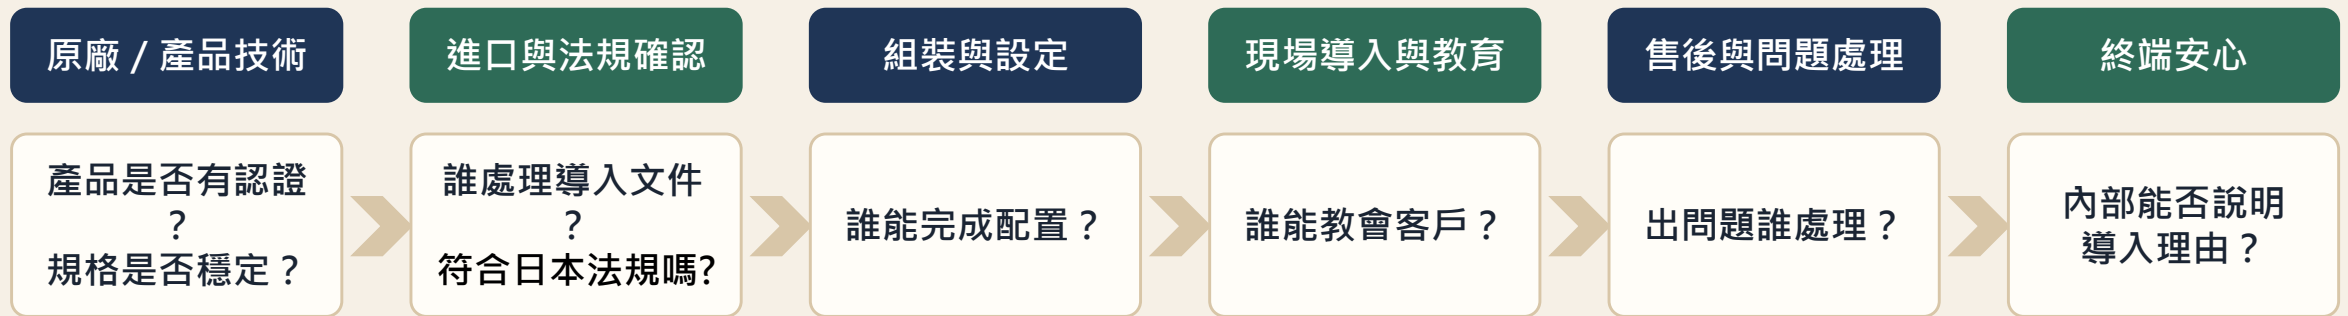 原廠 / 產品技術
進口與法規確認
組裝與設定
現場導入與教育
售後與問題處理
終端安心
產品是否有認證
？
規格是否穩定？
誰處理導入文件
？
符合日本法規嗎?
誰能完成配置？
誰能教會客戶？
出問題誰處理？
內部能否說明
導入理由？